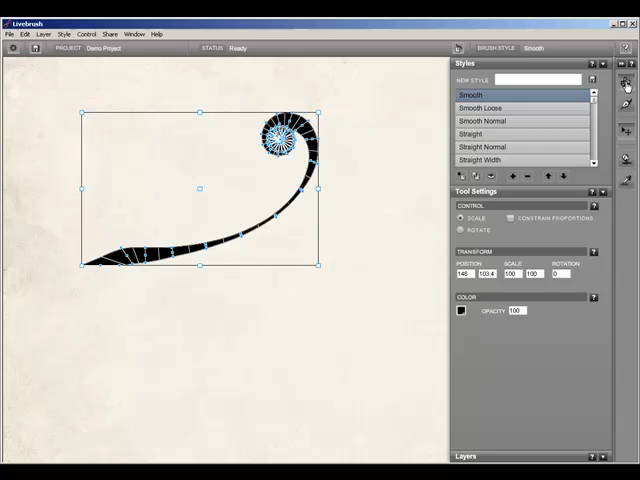 Livebrush
File Edit Layer Style Control Share Window Help
PROJECT Demo Project STATUS Ready BRUSH STYLE Smooth
Styles
NEW STYLE
Smooth
Smooth Loose
Smooth Normal
Straight
Straight Normal
Straight Width
Tool Settings
CONTROL
SCALE CONSTRAIN PROPORTIONS
ROTATE
TRANSFORM
POSITION SCALE ROTATION
146 103.4 100 100 0
COLOR
OPACITY 100
Layers